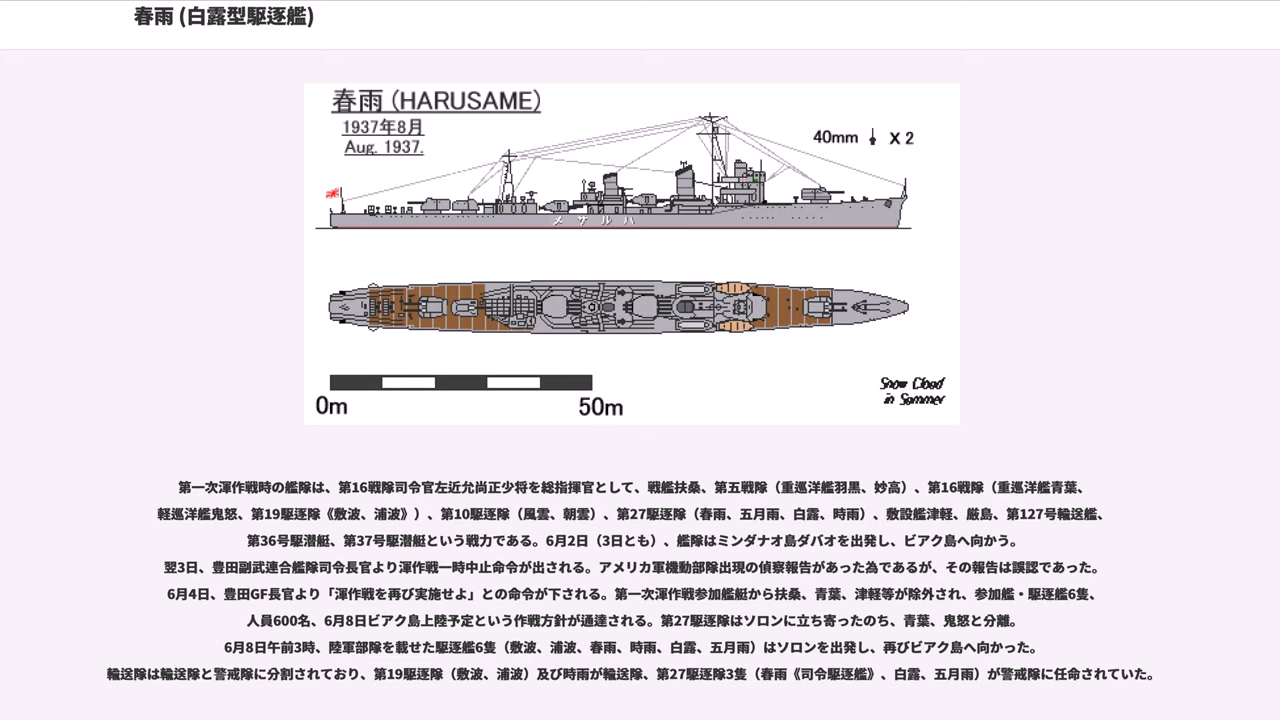 春雨 (白露型駆逐艦)
春雨 (HARUSAME)
1937年8月
Aug. 1937.
40mm X 2
メサルハ
0m 50m
Snow Cloud
in Summer
第一次渾作戦時の艦隊は、第16戦隊司令官左近允尚正少将を総指揮官として、戦艦扶桑、第五戦隊（重巡洋艦羽黒、妙高）、第16戦隊（重巡洋艦青葉、
軽巡洋艦鬼怒、第19駆逐隊《敷波、浦波》）、第10駆逐隊（風雲、朝雲）、第27駆逐隊（春雨、五月雨、白露、時雨）、敷設艦津軽、厳島、第127号輸送艦、
第36号駆潜艇、第37号駆潜艇という戦力である。6月2日（3日とも）、艦隊はミンダナオ島ダバオを出発し、ビアク島へ向かう。
翌3日、豊田副武連合艦隊司令長官より渾作戦一時中止命令が出される。アメリカ軍機動部隊出現の偵察報告があった為であるが、その報告は誤認であった。
6月4日、豊田GF長官より「渾作戦を再び実施せよ」との命令が下される。第一次渾作戦参加艦艇から扶桑、青葉、津軽等が除外され、参加艦・駆逐艦6隻、
人員600名、6月8日ビアク島上陸予定という作戦方針が通達される。第27駆逐隊はソロンに立ち寄ったのち、青葉、鬼怒と分離。
6月8日午前3時、陸軍部隊を載せた駆逐艦6隻（敷波、浦波、春雨、時雨、白露、五月雨）はソロンを出発し、再びビアク島へ向かった。
輸送隊は輸送隊と警戒隊に分割されており、第19駆逐隊（敷波、浦波）及び時雨が輸送隊、第27駆逐隊3隻（春雨《司令駆逐艦》、白露、五月雨）が警戒隊に任命されていた。